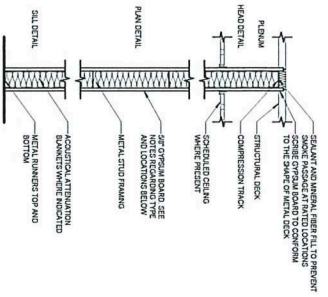 SEALANT AND MINERAL FIBER FILL TO PREVENT
SMOKE PASSAGE AT RATED LOCATIONS
SCRIBE GYPSUM BOARD TO CONFORM
TO THE SHAPE OF METAL DECK
STRUCTURAL DECK
COMPRESSION TRACK
SCHEDULED CEILING
WHERE PRESENT
5/8" GYPSUM BOARD SEE
NOTES REGARDING TYPE
AND LOCATIONS BELOW
METAL STUD FRAMING
ACOUSTICAL ATTENUATION
BLANKETS WHERE INDICATED
METAL RUNNERS TOP AND
BOTTOM
PLENUM
HEAD DETAIL
PLAN DETAIL
SILL DETAIL